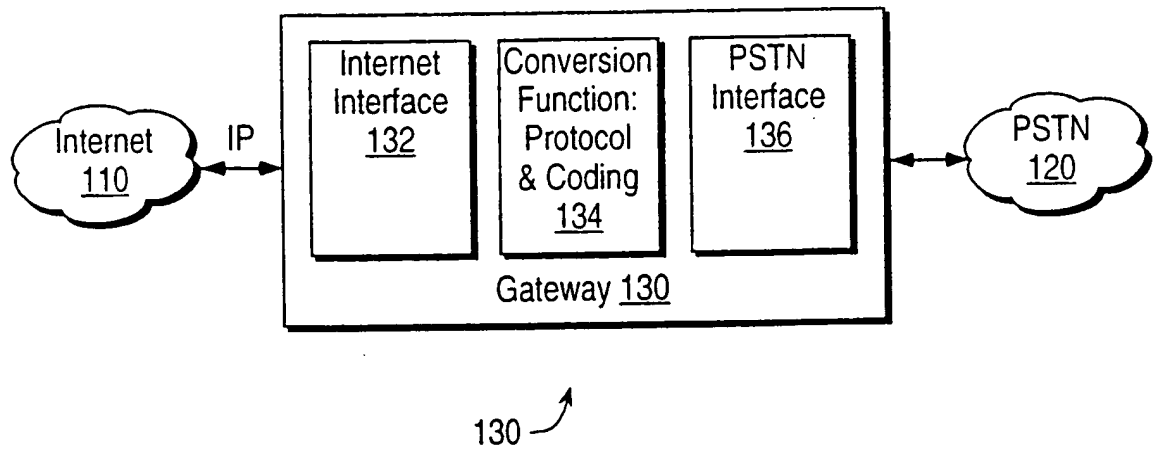 Internet
110
IP
Internet
Interface
132
Conversion
Function:
Protocol
& Coding
134
PSTN
Interface
136
Gateway 130
PSTN
120
130